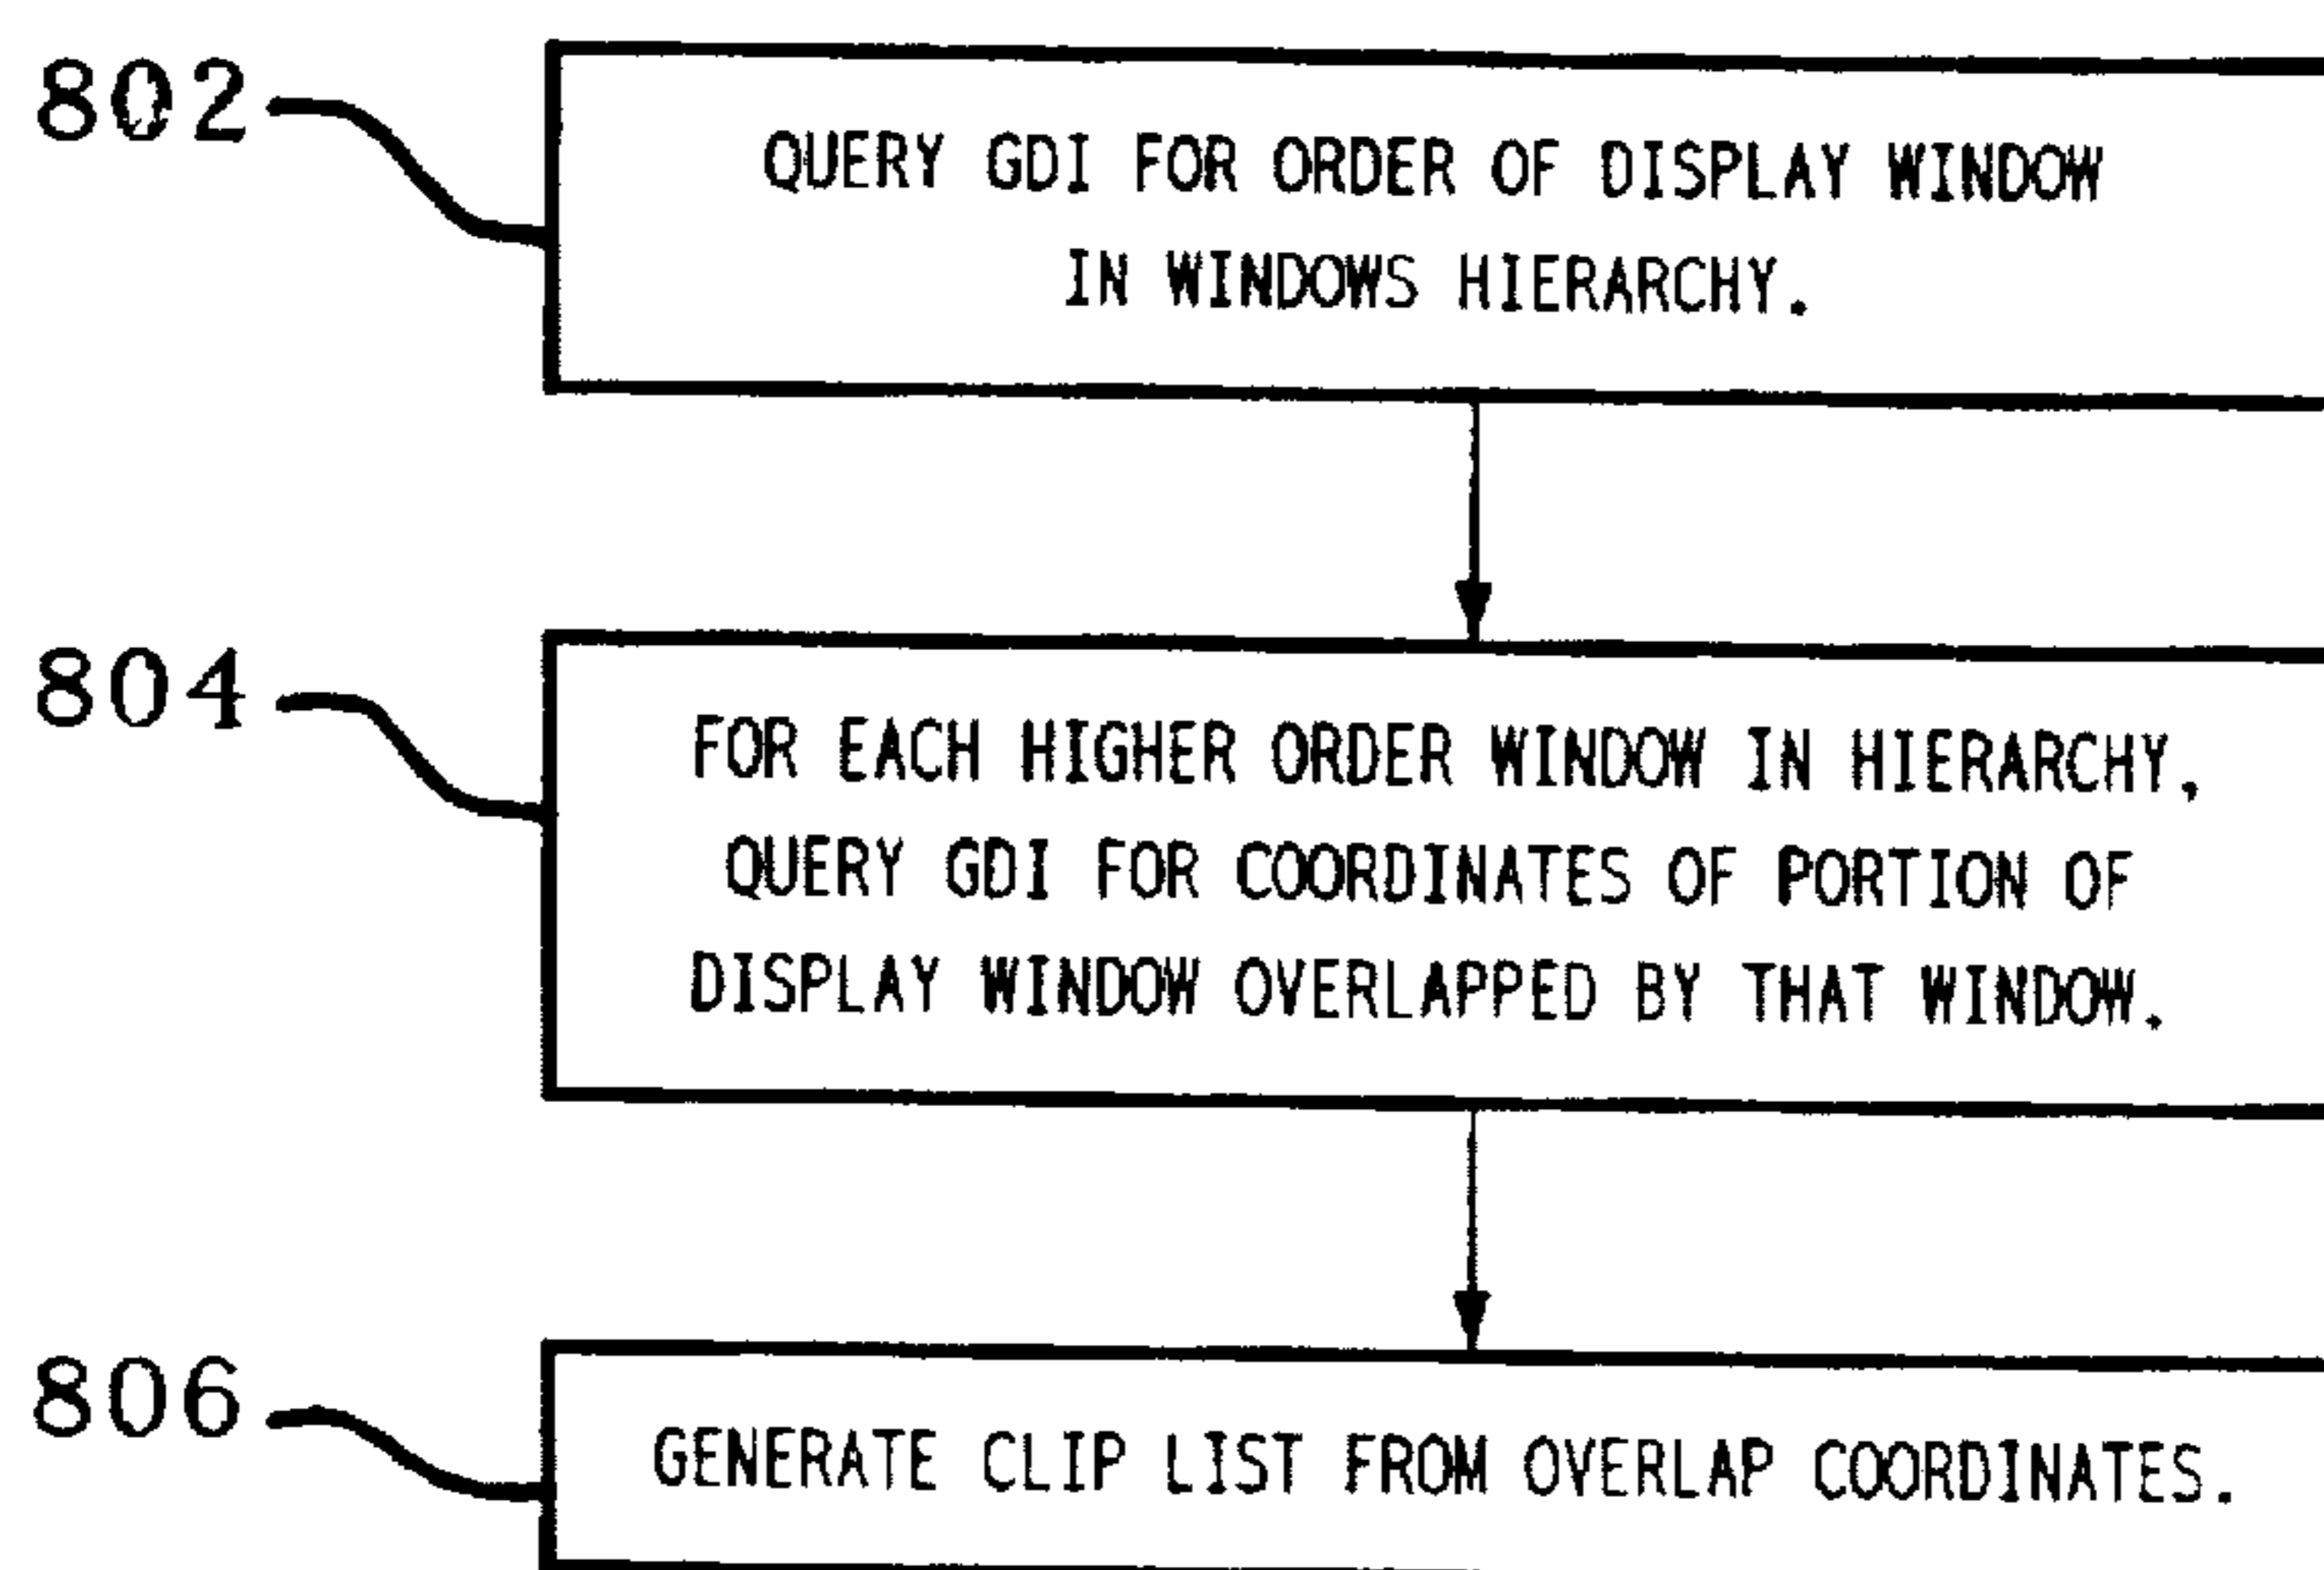 802
QUERY GDI FOR ORDER OF DISPLAY WINDOW
IN WINDOWS HIERARCHY.
804
FOR EACH HIGHER ORDER WINDOW IN HIERARCHY,
QUERY GDI FOR COORDINATES OF PORTION OF
DISPLAY WINDOW OVERLAPPED BY THAT WINDOW.
806
GENERATE CLIP LIST FROM OVERLAP COORDINATES.